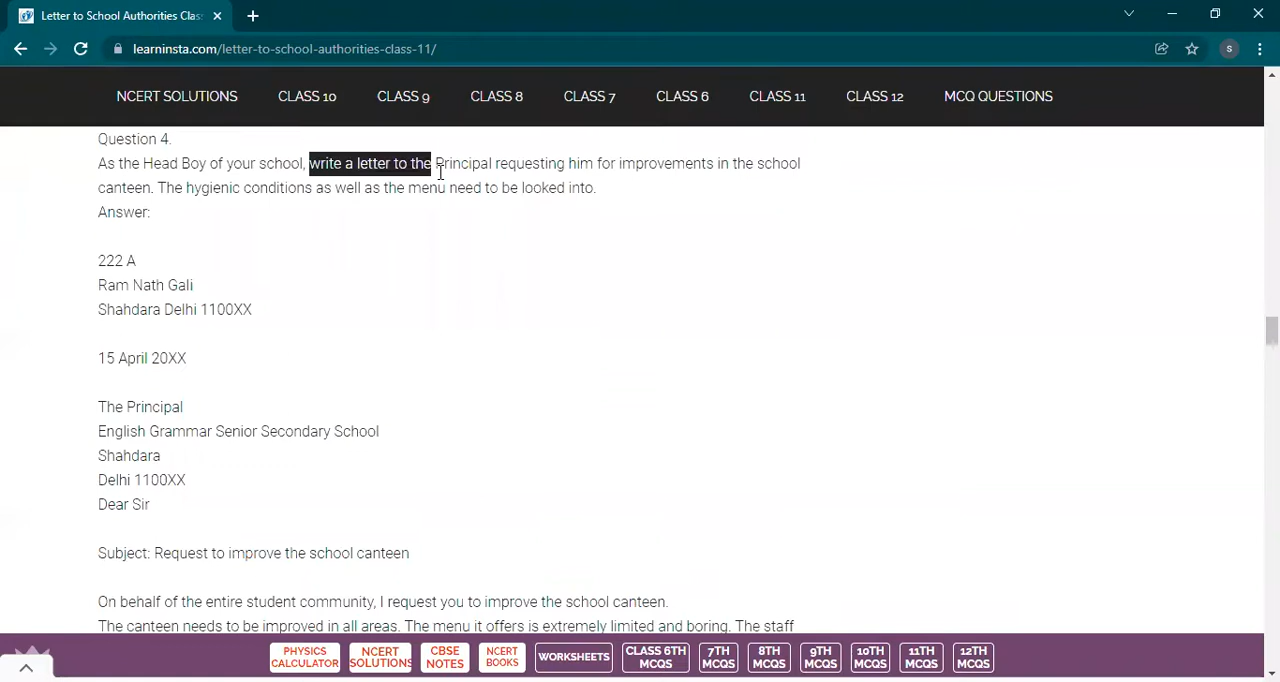 Letter to School Authorities Clas
learninsta.com/letter-to-school-authorities-class-11/
s
NCERT SOLUTIONS CLASS 10 CLASS 9 CLASS 8 CLASS 7 CLASS 6 CLASS 11 CLASS 12 MCQ QUESTIONS
Question 4.
As the Head Boy of your school, write a letter to the Principal requesting him for improvements in the school
canteen. The hygienic conditions as well as the menu need to be looked into.
Answer:
222 A
Ram Nath Gali
Shahdara Delhi 1100XX
15 April 20XX
The Principal
English Grammar Senior Secondary School
Shahdara
Delhi 1100XX
Dear Sir
Subject: Request to improve the school canteen
On behalf of the entire student community, I request you to improve the school canteen.
The canteen needs to be improved in all areas. The menu it offers is extremely limited and boring. The staff
PHYSICS CALCULATOR NCERT SOLUTIONS CBSE NOTES NCERT BOOKS WORKSHEETS CLASS 6TH MCQS 7TH MCQS 8TH MCQS 9TH MCQS 10TH MCQS 11TH MCQS 12TH MCQS